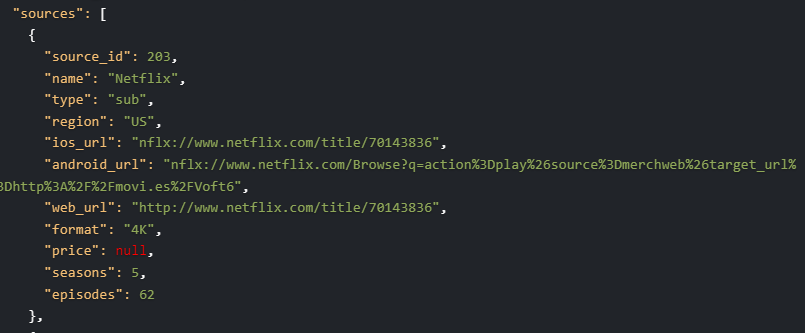 "sources": [
{
"source_id": 203,
"name": "Netflix",
"type": "sub",
"region": "US",
"ios_url": "nflx://www.netflix.com/title/70143836",
"android_url": "nflx://www.netflix.com/Browse?q=action%3Dplay%26source%3Dmerchweb%26target_url%
3Dhttp%3A%2F%2Fmovi.es%2FVoft6",
"web_url": "http://www.netflix.com/title/70143836",
"format": "4K",
"price": null,
"seasons": 5,
"episodes": 62
},